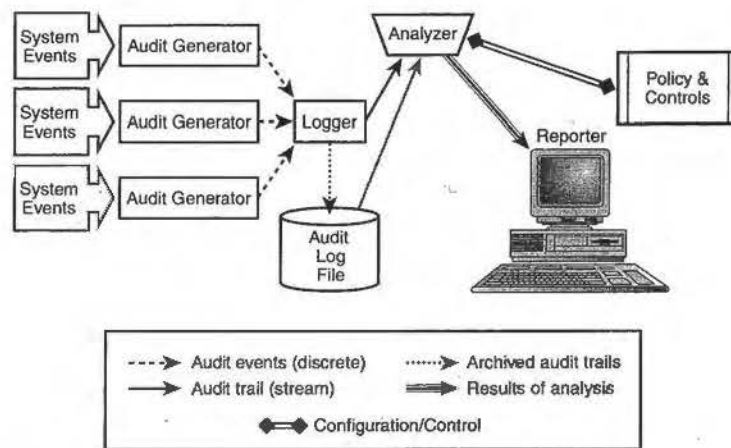 System
Events
Audit Generator
System
Events
Audit Generator
System
Events
Audit Generator
Logger
Audit
Log
File
Analyzer
Policy &
Controls
Reporter
Audit events (discrete)
Archived audit trails
Audit trail (stream)
Results of analysis
Configuration/Control